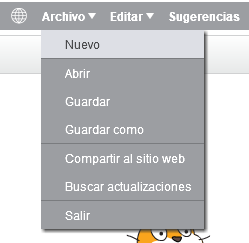 Archivo Editar Sugerencias
Nuevo
Abrir
Guardar
Guardar como
Compartir al sitio web
Buscar actualizaciones
Salir